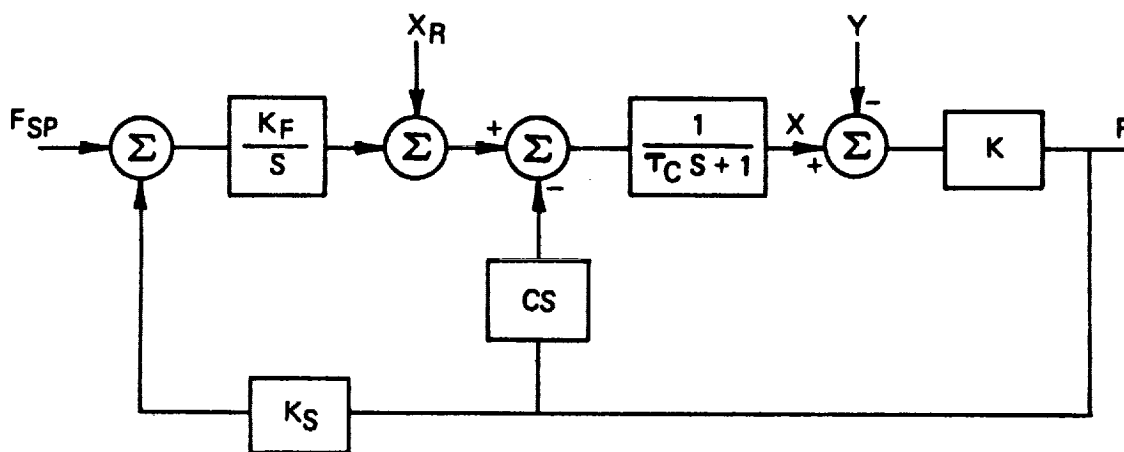 X_R
Y
F_SP
Σ
K_F
S
Σ
+
Σ
-
1
T_C S + 1
X
+
-
Σ
K
F
CS
K_S